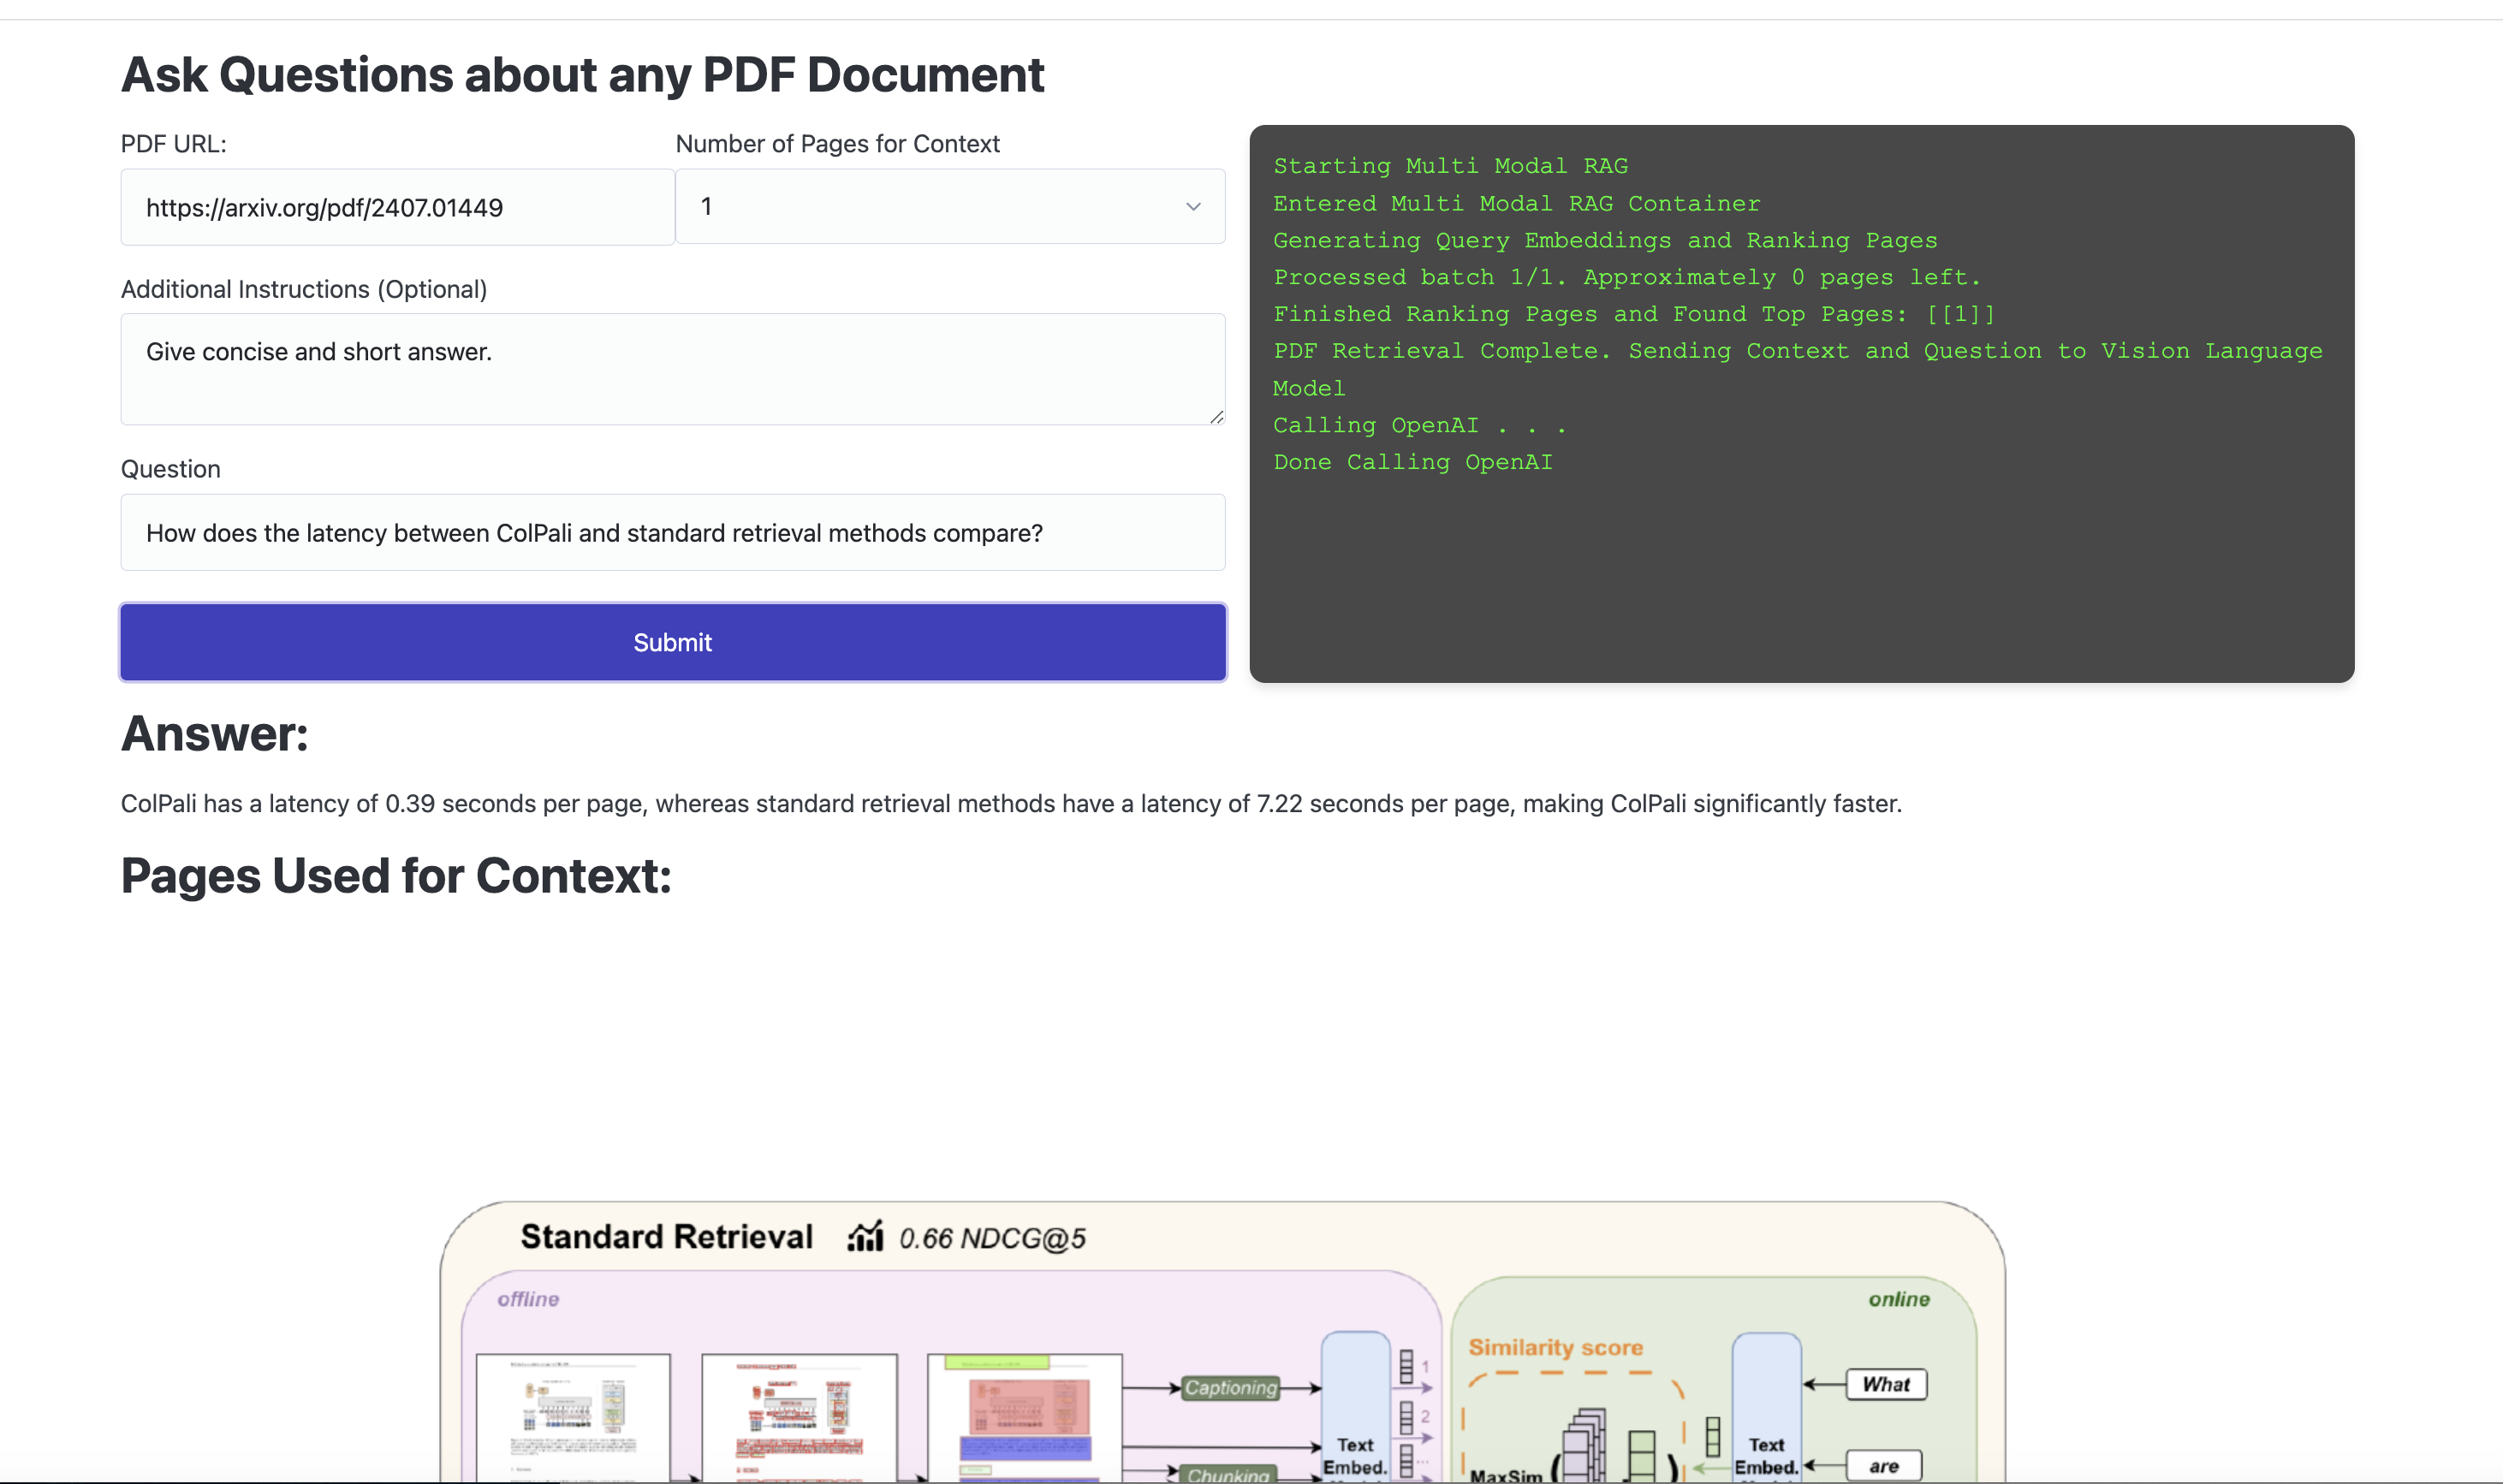 Ask Questions about any PDF Document
PDF URL:
Number of Pages for Context
https://arxiv.org/pdf/2407.01449
1
Additional Instructions (Optional)
Give concise and short answer.
Question
How does the latency between ColPali and standard retrieval methods compare?
Submit
Starting Multi Modal RAG
Entered Multi Modal RAG Container
Generating Query Embeddings and Ranking Pages
Processed batch 1/1. Approximately 0 pages left.
Finished Ranking Pages and Found Top Pages: [[1]]
PDF Retrieval Complete. Sending Context and Question to Vision Language
Model
Calling OpenAI . . .
Done Calling OpenAI
Answer:
ColPali has a latency of 0.39 seconds per page, whereas standard retrieval methods have a latency of 7.22 seconds per page, making ColPali significantly faster.
Pages Used for Context:
Standard Retrieval 0.66 NDCG@5
offline
online
Similarity score
Captioning
1
What
2
Text
Embed.
...
Text
Embed.
Chunking
MaxSim
are